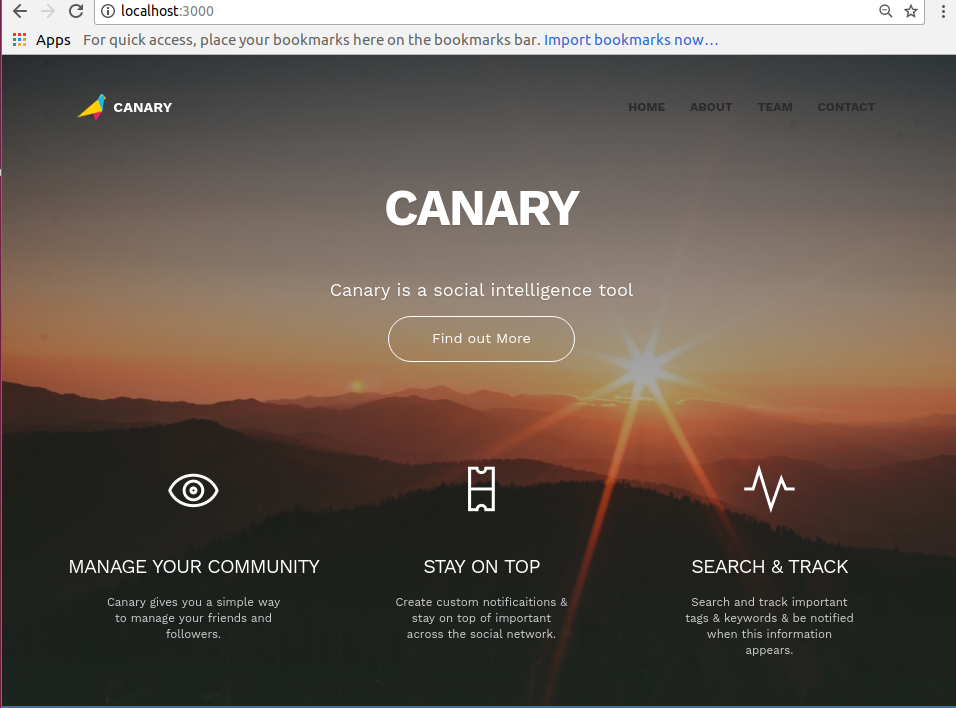 localhost:3000
Apps For quick access, place your bookmarks here on the bookmarks bar. Import bookmarks now…
CANARY HOME ABOUT TEAM CONTACT
CANARY
Canary is a social intelligence tool
Find out More
MANAGE YOUR COMMUNITY
Canary gives you a simple way
to manage your friends and
followers.
STAY ON TOP
Create custom notificaitions &
stay on top of important
across the social network.
SEARCH & TRACK
Search and track important
tags & keywords & be notified
when this information
appears.